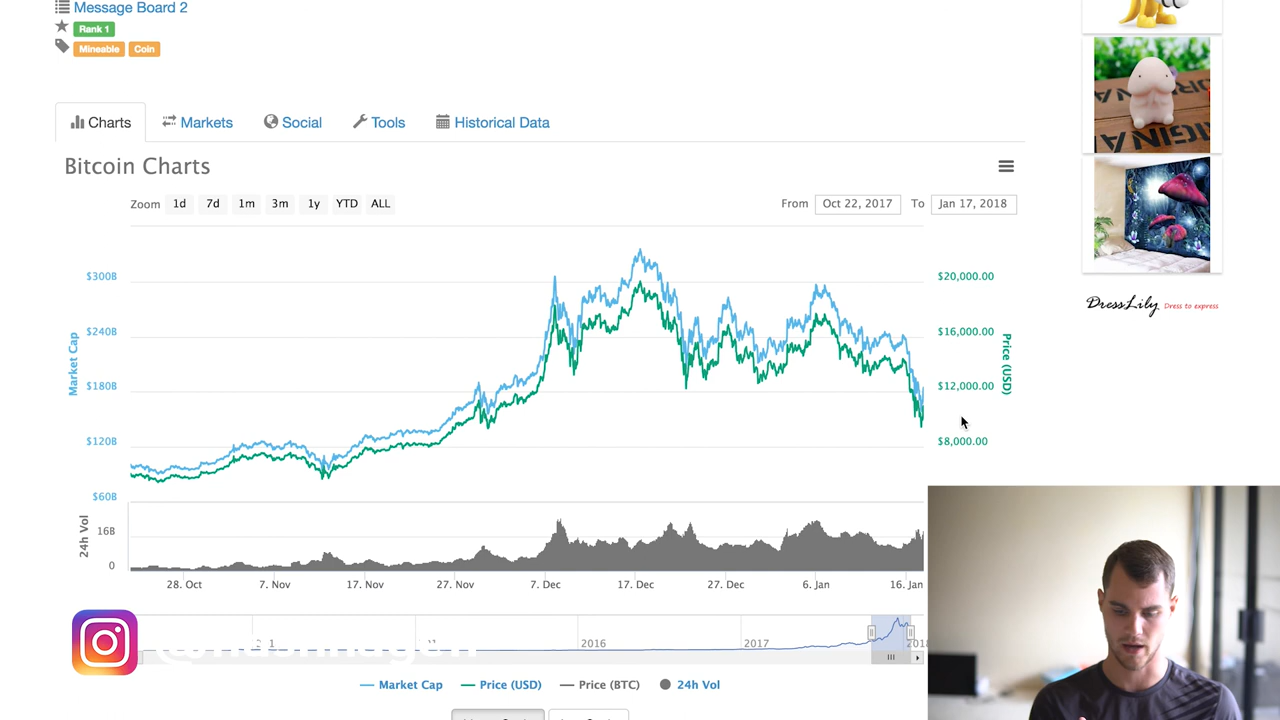 Message Board 2
Rank 1
Mineable Coin
Charts Markets Social Tools Historical Data
Bitcoin Charts
Zoom 1d 7d 1m 3m 1y YTD ALL From Oct 22, 2017 To Jan 17, 2018
$300B $20,000.00
$240B $16,000.00
$180B $12,000.00
$120B $8,000.00
$60B
Market Cap
Price (USD)
24h Vol
16B
0
28. Oct 7. Nov 17. Nov 27. Nov 7. Dec 17. Dec 27. Dec 6. Jan 16. Jan
2016 2017
Market Cap Price (USD) Price (BTC) 24h Vol
DressLily Dress to express